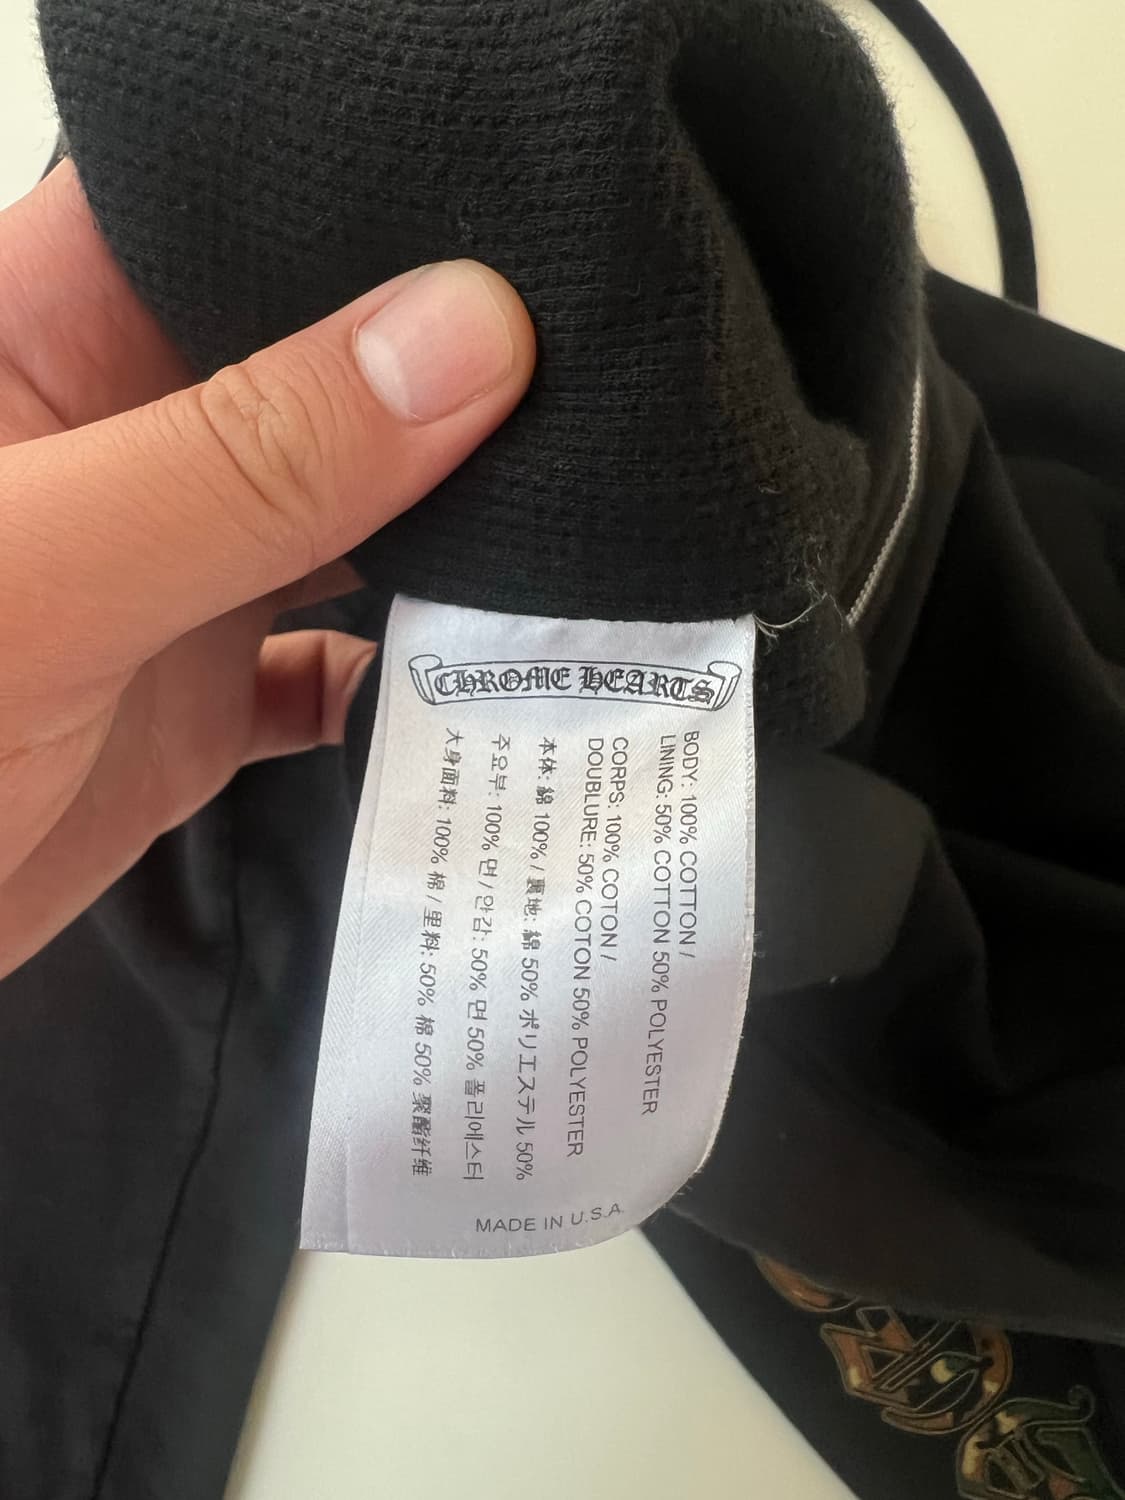 CHROME HEARTS
BODY: 100% COTTON /
LINING: 50% COTTON 50% POLYESTER
CORPS: 100% COTON /
DOUBLURE: 50% COTON 50% POLYESTER
本体: 綿 100% / 裏地: 綿 50% ポリエステル 50%
주요부: 100% 면 / 안감: 50% 면 50% 폴리에스터
大身面料: 100% 棉 / 里料: 50% 棉 50% 聚酯纤维
MADE IN U.S.A.